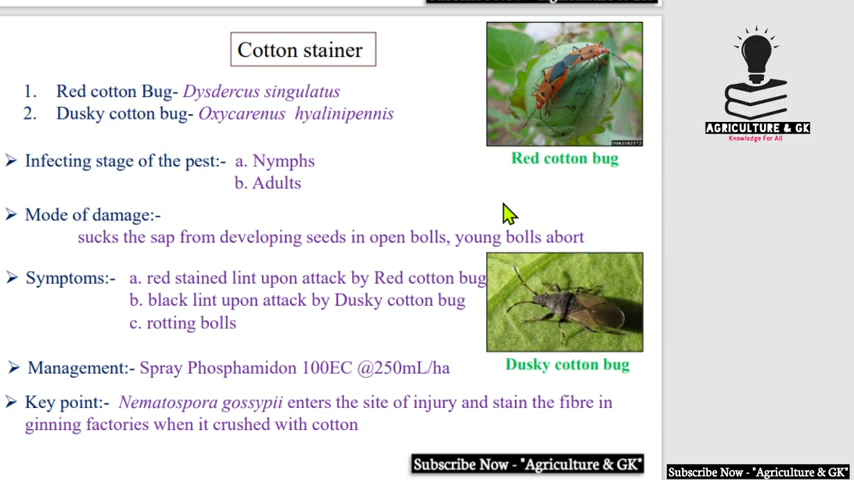 Cotton stainer
1. Red cotton Bug- Dysdercus singulatus
2. Dusky cotton bug- Oxycarenus hyalinipennis
Red cotton bug
➤ Infecting stage of the pest:- a. Nymphs
b. Adults
➤ Mode of damage:-
sucks the sap from developing seeds in open bolls, young bolls abort
➤ Symptoms:- a. red stained lint upon attack by Red cotton bug
b. black lint upon attack by Dusky cotton bug
c. rotting bolls
Dusky cotton bug
➤ Management:- Spray Phosphamidon 100EC @250mL/ha
➤ Key point:- Nematospora gossypii enters the site of injury and stain the fibre in
ginning factories when it crushed with cotton
Subscribe Now - "Agriculture & GK"
AGRICULTURE & GK
Knowledge For All
Subscribe Now - "Agriculture & GK"